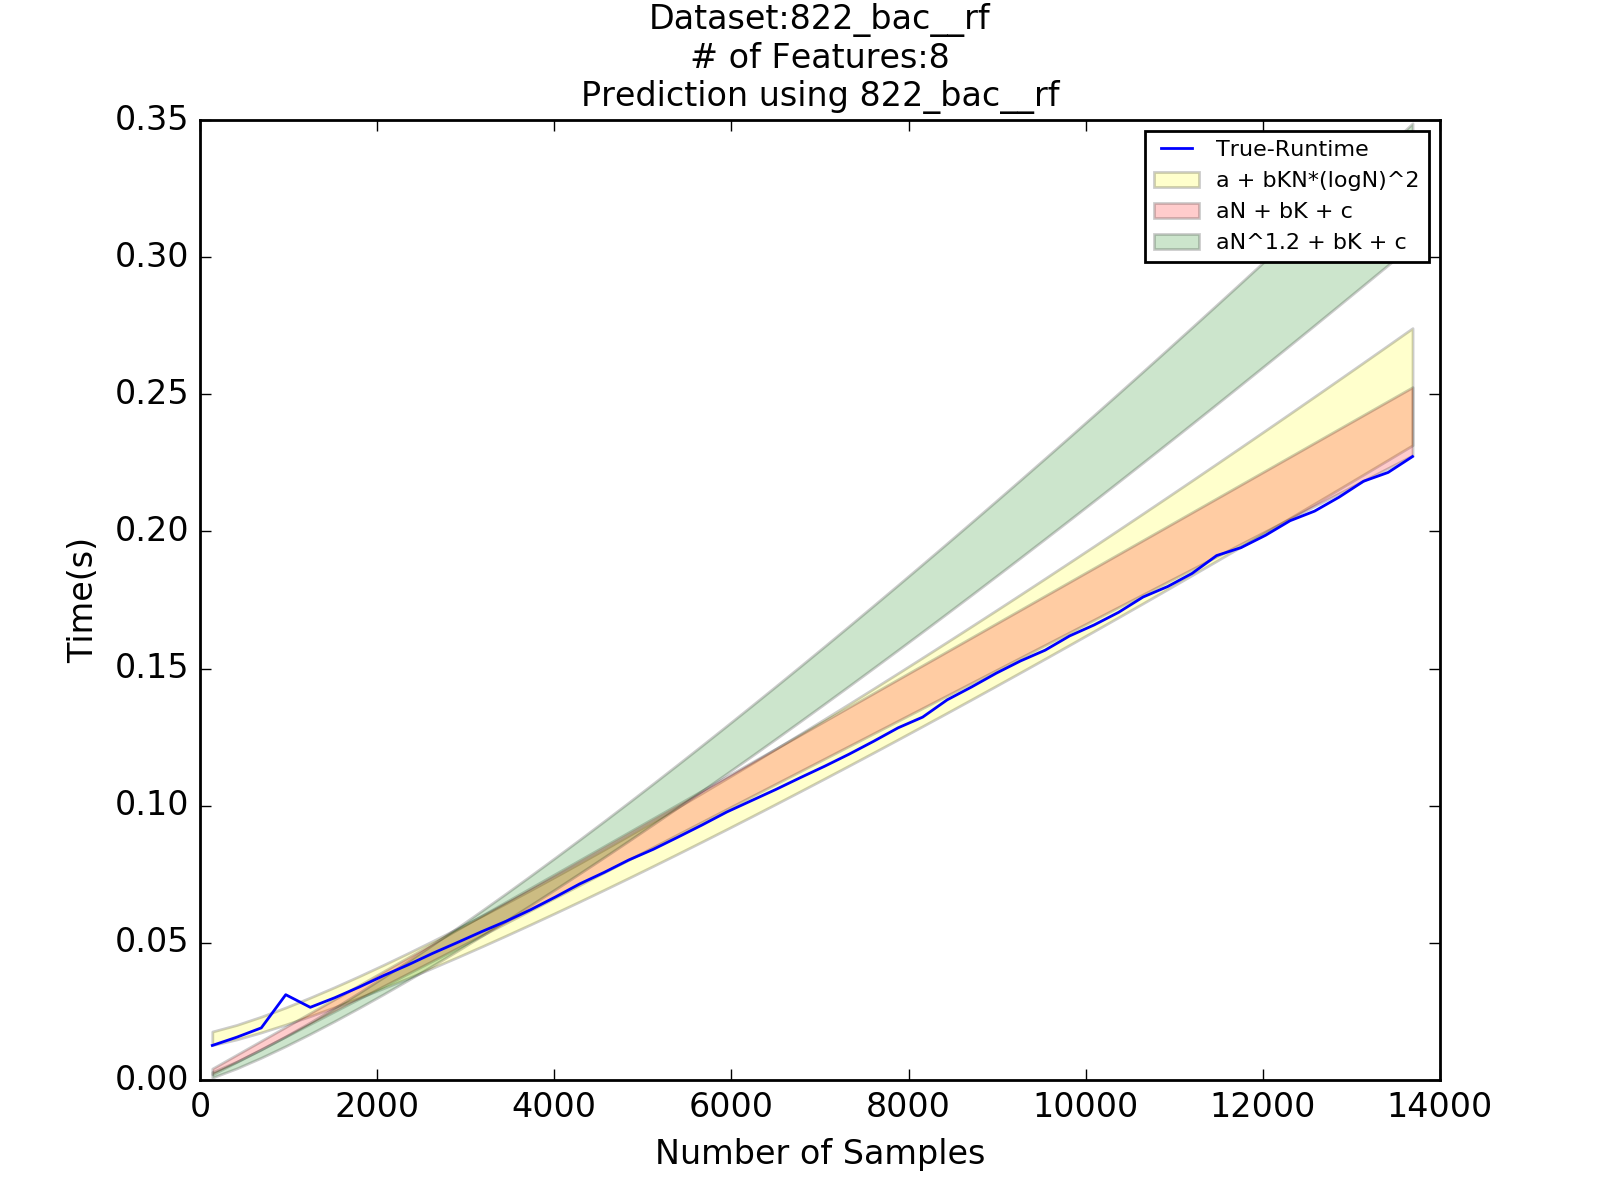 Dataset:822_bac__rf
# of Features:8
Prediction using 822_bac__rf
0.35
0.30
0.25
0.20
0.15
0.10
0.05
0.00
Time(s)
True-Runtime
a + bKN*(logN)^2
aN + bK + c
aN^1.2 + bK + c
0 2000 4000 6000 8000 10000 12000 14000
Number of Samples